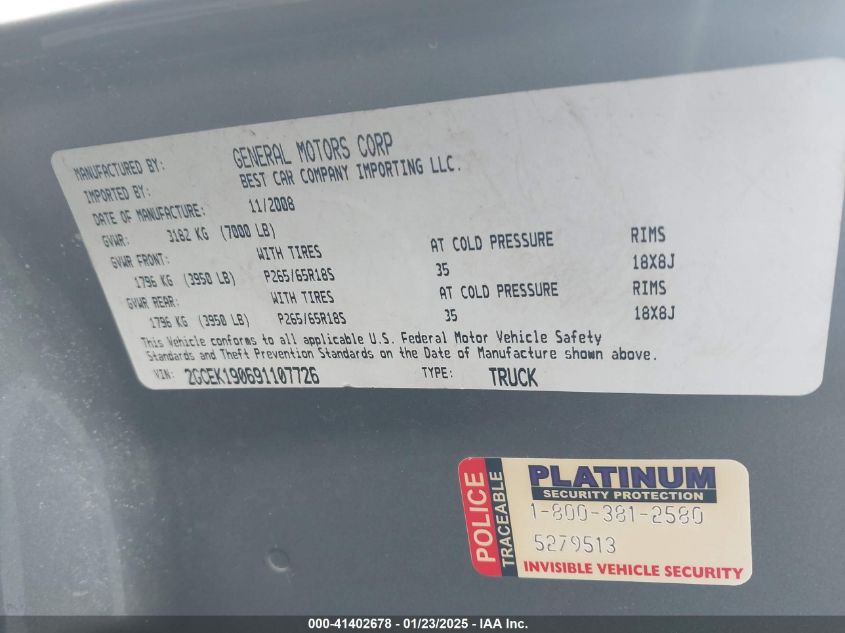 MANUFACTURED BY: GENERAL MOTORS CORP
IMPORTED BY: BEST CAR COMPANY IMPORTING LLC.
DATE OF MANUFACTURE: 11/2008
GVWR: 3182 KG (7000 LB)
GVWR FRONT: WITH TIRES AT COLD PRESSURE RIMS
1796 KG (3950 LB) P265/65R18S 35 18X8J
GVWR REAR: WITH TIRES AT COLD PRESSURE RIMS
1796 KG (3950 LB) P265/65R18S 35 18X8J
This Vehicle conforms to all applicable U.S. Federal Motor Vehicle Safety
Standards and Theft Prevention Standards on the Date of Manufacture shown above.
VIN: 2GCEK190691107726 TYPE: TRUCK
POLICE
TRACEABLE
PLATINUM
SECURITY PROTECTION
1-800-381-2580
5279513
INVISIBLE VEHICLE SECURITY
000-41402678 - 01/23/2025 - IAA Inc.